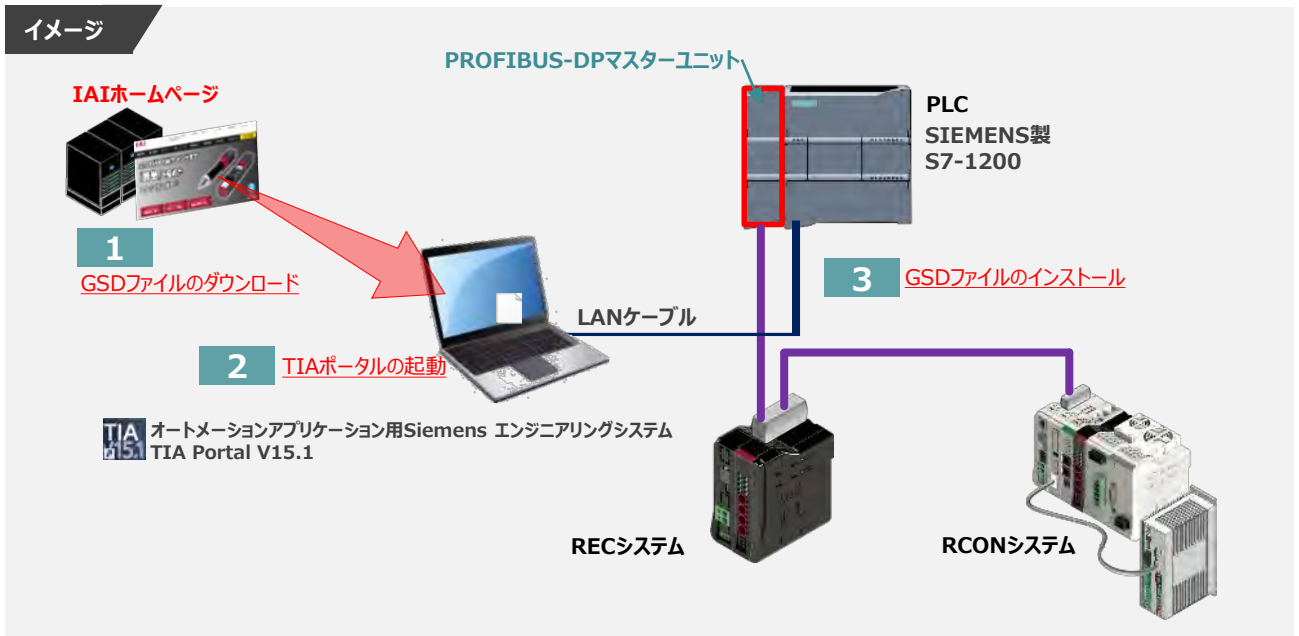 イメージ
PROFIBUS-DPマスターユニット
IAIホームページ
PLC
SIEMENS製
S7-1200
1
GSDファイルのダウンロード
3
GSDファイルのインストール
LANケーブル
2
TIAポータルの起動
TIA
V15.1
オートメーションアプリケーション用Siemens エンジニアリングシステム
TIA Portal V15.1
RECシステム
RCONシステム